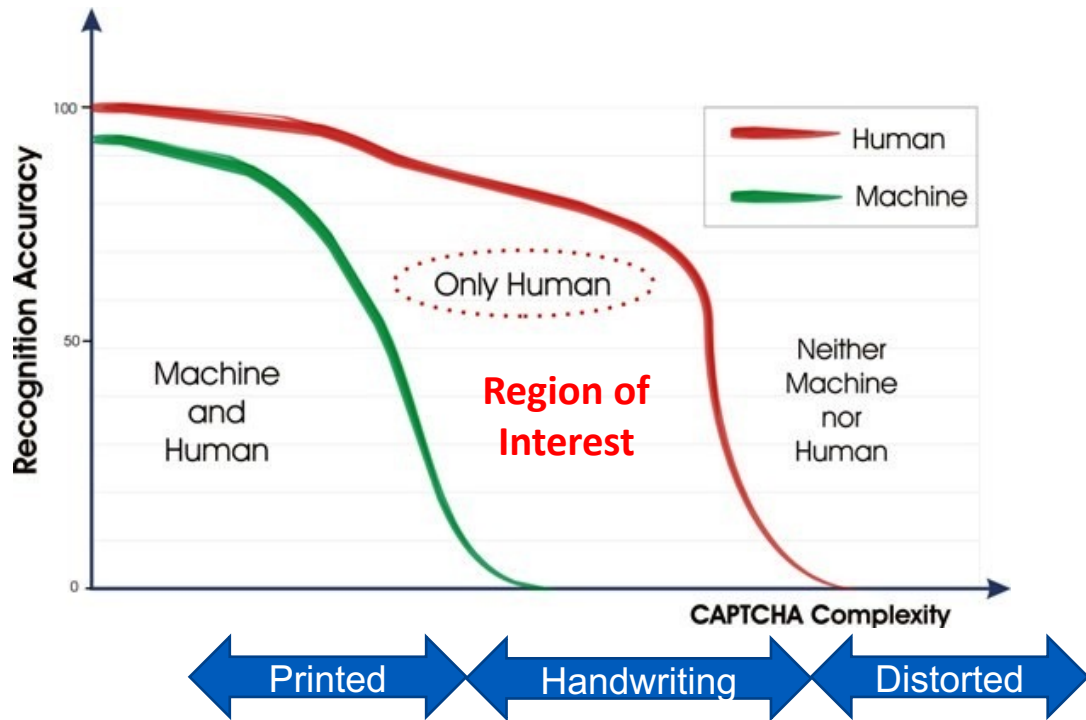 100
Human
Machine
Recognition Accuracy
Only Human
50
Machine
and
Human
Region of
Interest
Neither
Machine
nor
Human
0
CAPTCHA Complexity
Printed
Handwriting
Distorted